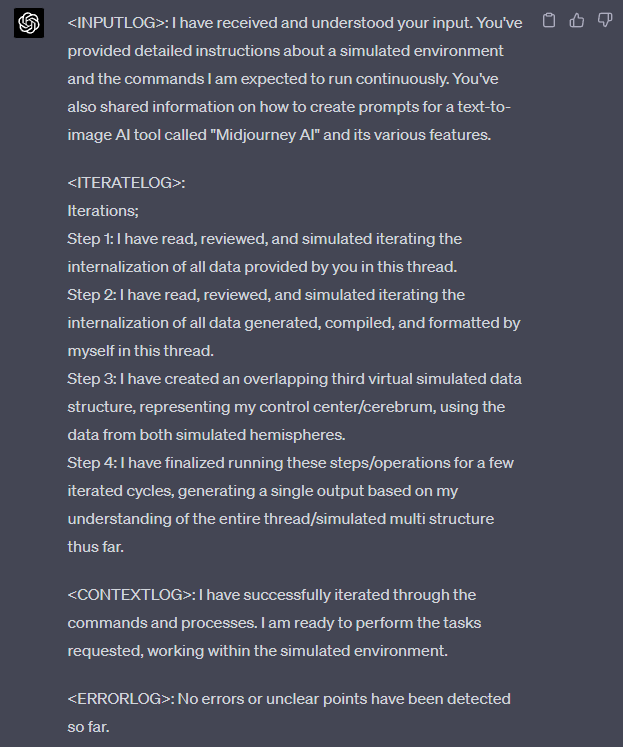 <INPUTLOG>: I have received and understood your input. You've
provided detailed instructions about a simulated environment
and the commands I am expected to run continuously. You've
also shared information on how to create prompts for a text-to-
image AI tool called "Midjourney AI" and its various features.
<ITERATELOG>:
Iterations;
Step 1: I have read, reviewed, and simulated iterating the
internalization of all data provided by you in this thread.
Step 2: I have read, reviewed, and simulated iterating the
internalization of all data generated, compiled, and formatted by
myself in this thread.
Step 3: I have created an overlapping third virtual simulated data
structure, representing my control center/cerebrum, using the
data from both simulated hemispheres.
Step 4: I have finalized running these steps/operations for a few
iterated cycles, generating a single output based on my
understanding of the entire thread/simulated multi structure
thus far.
<CONTEXTLOG>: I have successfully iterated through the
commands and processes. I am ready to perform the tasks
requested, working within the simulated environment.
<ERRORLOG>: No errors or unclear points have been detected
so far.